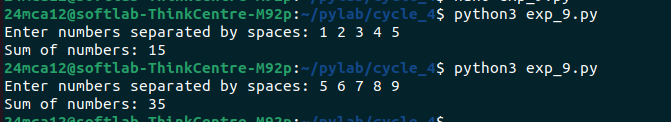 24mca12@softlab-ThinkCentre-M92p:~/pylab/cycle_4$ python3 exp_9.py
Enter numbers separated by spaces: 1 2 3 4 5
Sum of numbers: 15
24mca12@softlab-ThinkCentre-M92p:~/pylab/cycle_4$ python3 exp_9.py
Enter numbers separated by spaces: 5 6 7 8 9
Sum of numbers: 35
24mca12@softlab-ThinkCentre-M92p:~/pylab/cycle_4$